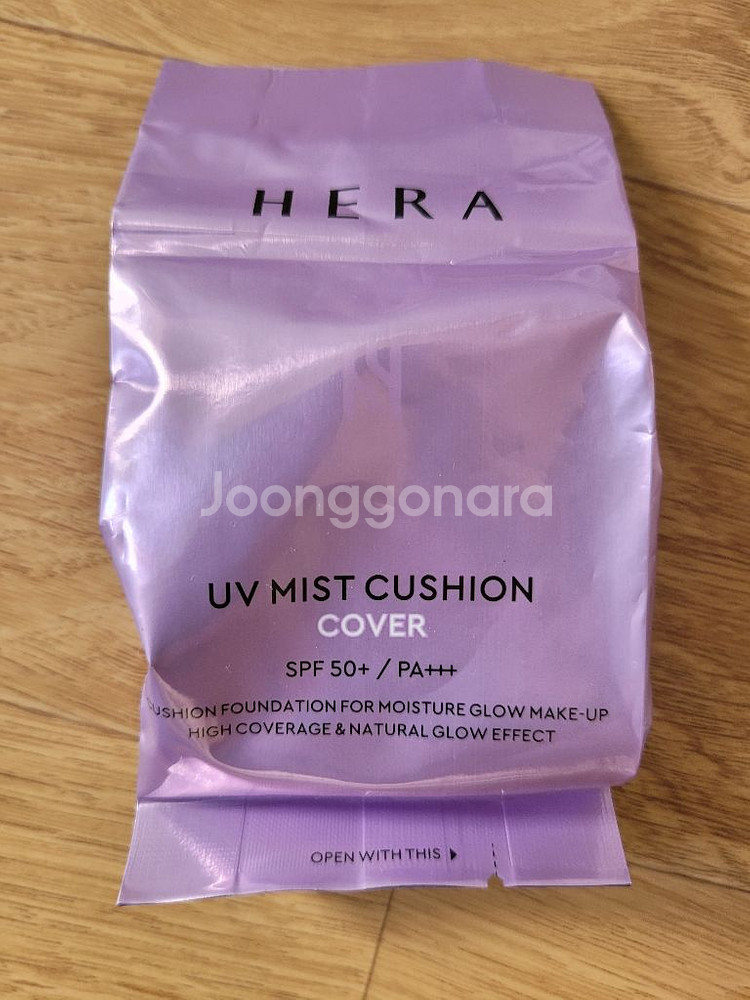 HERA
Joonggonara
UV MIST CUSHION
COVER
SPF 50+ / PA+++
CUSHION FOUNDATION FOR MOISTURE GLOW MAKE-UP
HIGH COVERAGE & NATURAL GLOW EFFECT
OPEN WITH THIS ▶